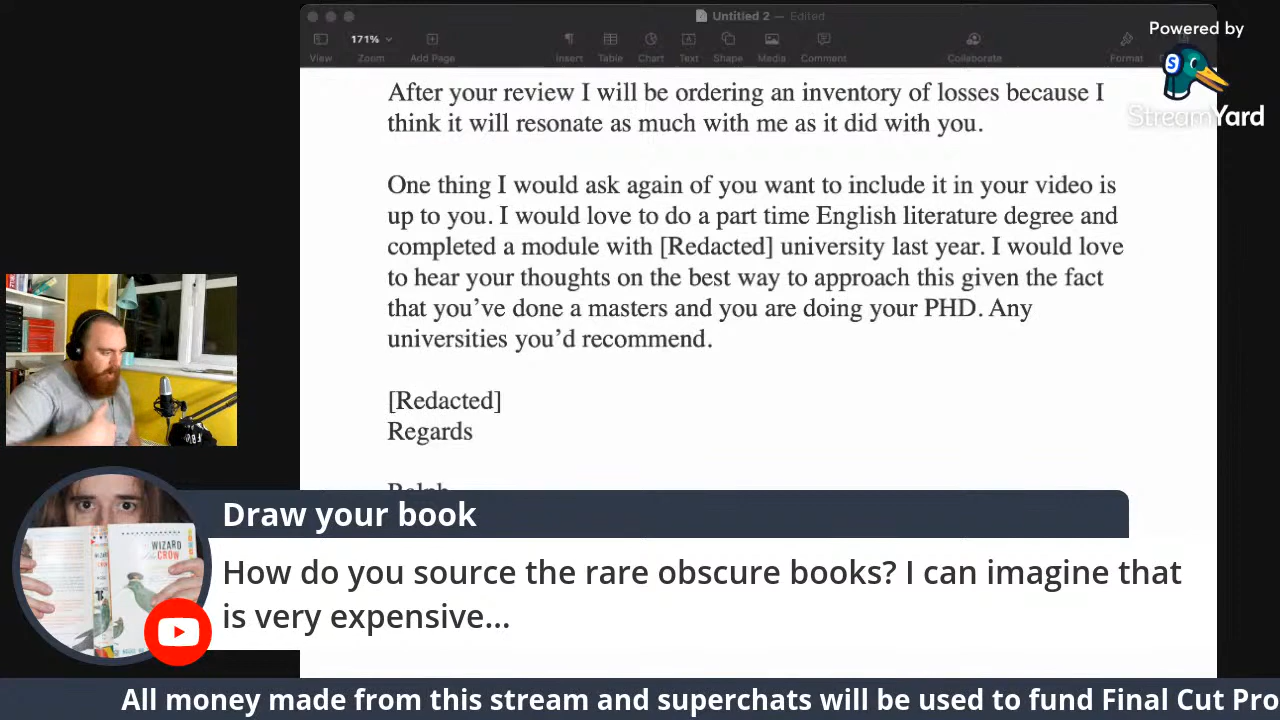 Untitled 2 — Edited
171%
View
Zoom
Add Page
Insert
Table
Chart
Text
Shape
Media
Comment
Collaborate
Format
Powered by
StreamYard
After your review I will be ordering an inventory of losses because I
think it will resonate as much with me as it did with you.
One thing I would ask again of you want to include it in your video is
up to you. I would love to do a part time English literature degree and
completed a module with [Redacted] university last year. I would love
to hear your thoughts on the best way to approach this given the fact
that you’ve done a masters and you are doing your PHD. Any
universities you’d recommend.
[Redacted]
Regards
Ralph
WIZARD
CROW
Draw your book
How do you source the rare obscure books? I can imagine that
is very expensive...
All money made from this stream and superchats will be used to fund Final Cut Pro